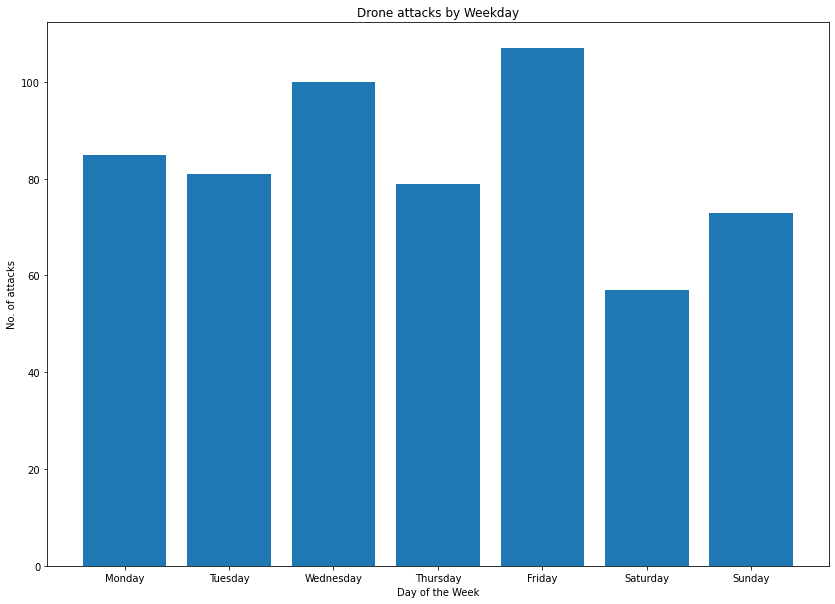 Drone attacks by Weekday
No. of attacks
100
80
60
40
20
0
Monday Tuesday Wednesday Thursday Friday Saturday Sunday
Day of the Week